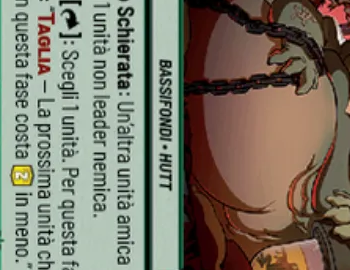 BASSIFONDI • HUTT
Schierata: Un'altra unità amica
1 unità non leader nemica.
[ ]: Scegli 1 unità. Per questa fa
: TAGLIA – La prossima unità ch
n questa fase costa 2 in meno."